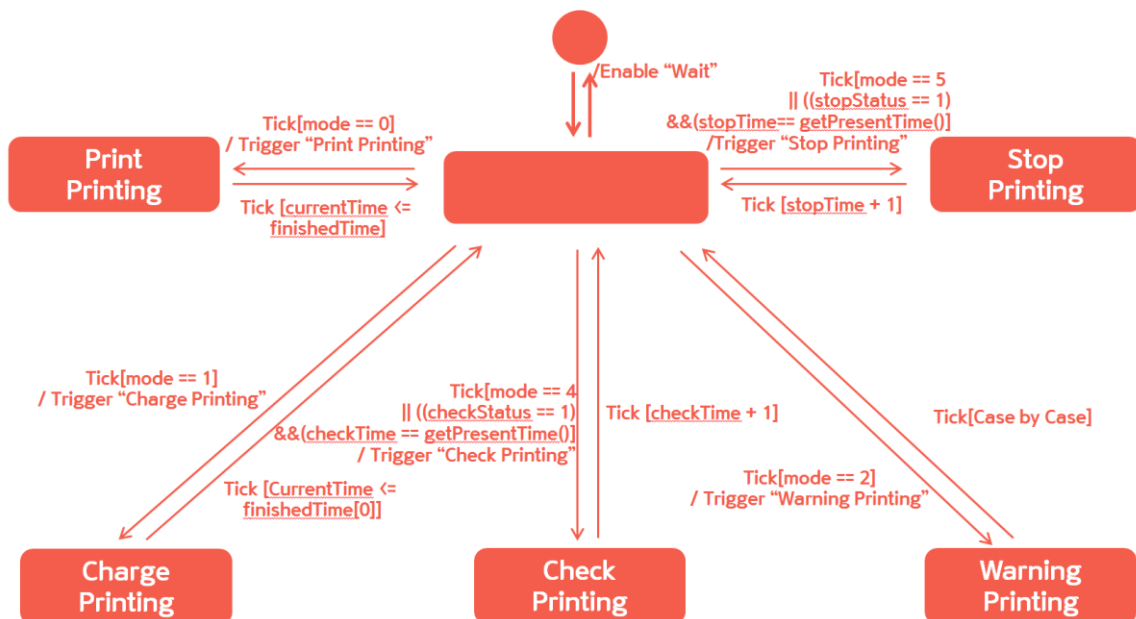 /Enable “Wait”
Tick[mode == 0]
/ Trigger “Print Printing”
Print
Printing
Tick [currentTime <=
finishedTime]
Tick[mode == 5
|| ((stopStatus == 1)
&&(stopTime== getPresentTime()]
/Trigger “Stop Printing”
Stop
Printing
Tick [stopTime + 1]
Tick[mode == 1]
/ Trigger “Charge Printing”
Tick [CurrentTime <=
finishedTime[0]]
Tick[mode == 4
|| ((checkStatus == 1)
&&(checkTime == getPresentTime()]
/ Trigger “Check Printing”
Tick [checkTime + 1]
Tick[Case by Case]
Tick[mode == 2]
/ Trigger “Warning Printing”
Charge
Printing
Check
Printing
Warning
Printing